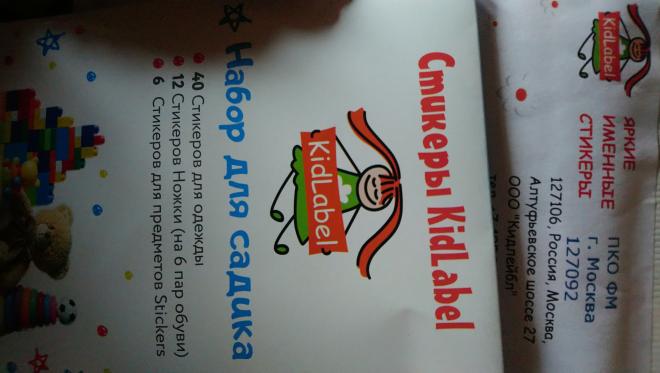 KidLabel
ЯРКИЕ
ИМЕННЫЕ
СТИКЕРЫ
ПКО ФМ
г. Москва
127092
127106, Россия, Москва,
Алтуфьевское шоссе 27
ООО "Кидлейбл"
Стикеры KidLabel
KidLabel
Набор для садика
40 Стикеров для одежды
12 Стикеров Ножки (на 6 пар обуви)
6 Стикеров для предметов Stickers